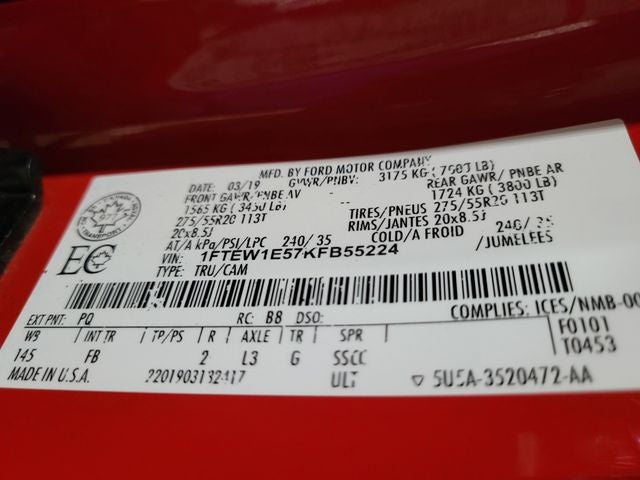 MFD. BY FORD MOTOR COMPANY
DATE: 03/19 GVWR/PNBV: 3175 KG ( 7000 LB)
FRONT GAWR/PNBE AV REAR GAWR/ PNBE AR
1565 KG ( 3450 LB) 1724 KG ( 3800 LB)
275/55R20 113T TIRES/PNEUS 275/55R20 113T
20x8.5J RIMS/JANTES 20x8.5J
AT/A kPa/PSI/LPC 240/ 35 COLD/A FROID 240/ 35
/JUMELEES
VIN: 1FTEW1E57KFB55224
TYPE: TRU/CAM
EC
EXT PNT: PQ RC: B8 DSO: COMPLIES: ICES/NMB-00
WB INT TR TP/PS R AXLE TR SPR F0101
145 FB 2 L3 G SSCC T0453
MADE IN U.S.A. ULT 5U5A-3520472-AA